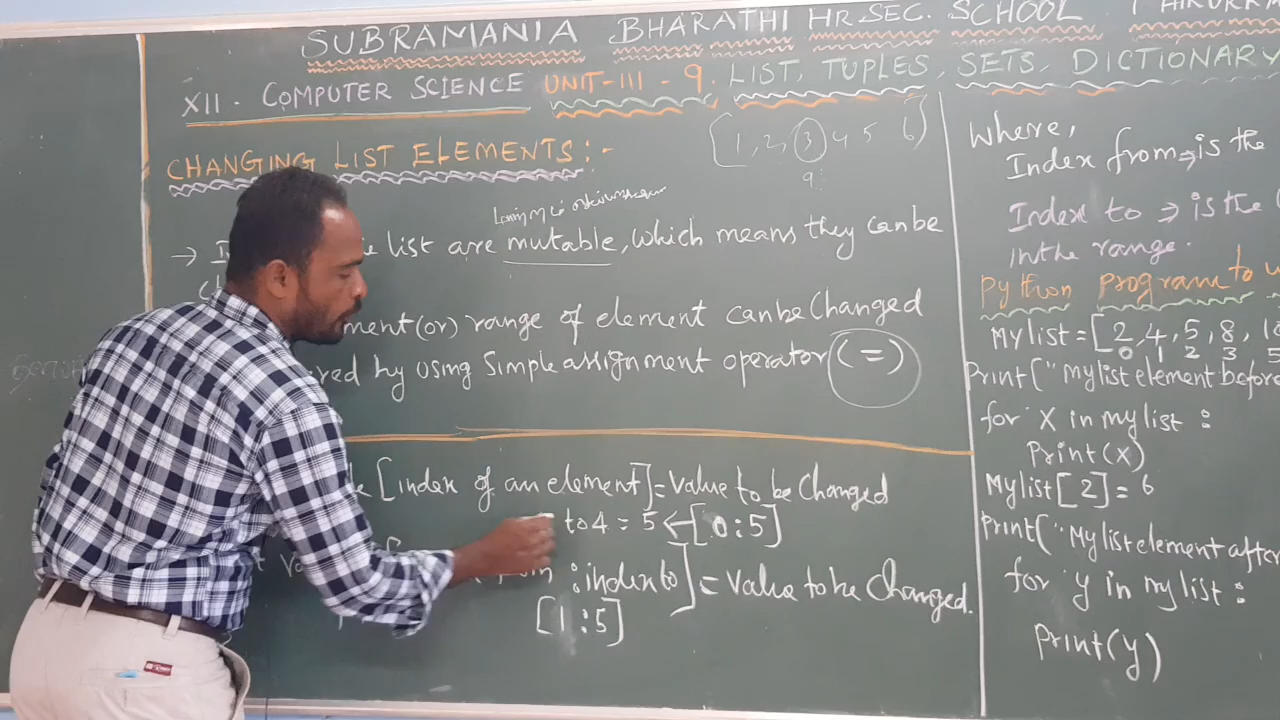 SUBRAMANIA BHARATHI HR.SEC. SCHOOL
XII. COMPUTER SCIENCE UNIT-III-9. LIST, TUPLES, SETS, DICTIONARY
CHANGING LIST ELEMENTS:-
[1, 2, 3 4 5 6]
9
→ list are mutable, which means they can be
(or) range of element can be changed
by using Simple assignment operator (=)
[index of an element] = value to be changed
to 4 = 5 ← [0:5]
: index to] = value to be changed.
[1:5]
Where,
Index from → is the
Index to → is the
in the range.
Python program to
Mylist = [2, 4, 5, 8,
0 1 2 3 5
Print("Mylist element before
for X in mylist :
Print(x)
Mylist[2] = 6
Print("Mylist element after
for y in mylist :
Print(y)